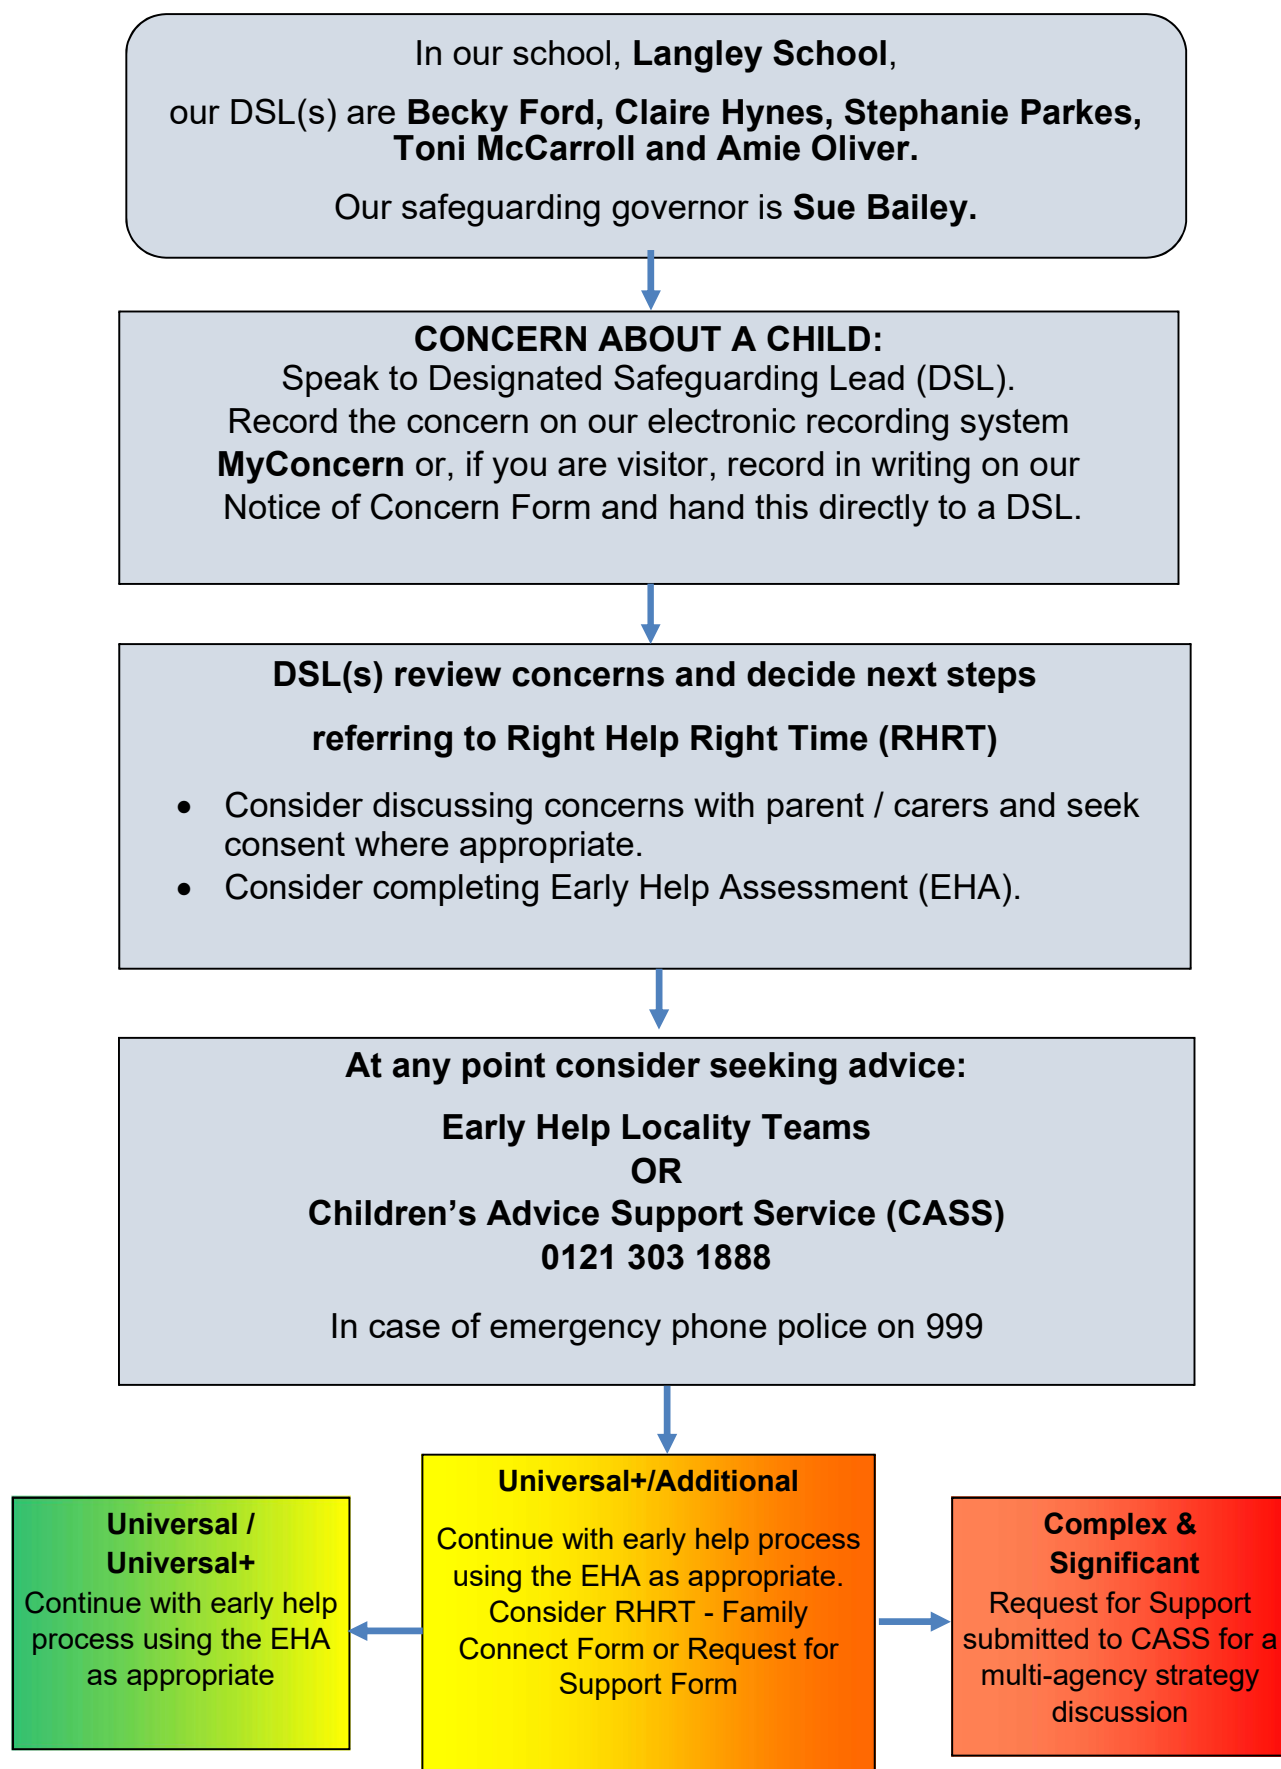 In our school, Langley School,
our DSL(s) are Becky Ford, Claire Hynes, Stephanie Parkes,
Toni McCarroll and Amie Oliver.
Our safeguarding governor is Sue Bailey.
CONCERN ABOUT A CHILD:
Speak to Designated Safeguarding Lead (DSL).
Record the concern on our electronic recording system
MyConcern or, if you are visitor, record in writing on our
Notice of Concern Form and hand this directly to a DSL.
DSL(s) review concerns and decide next steps
referring to Right Help Right Time (RHRT)
• Consider discussing concerns with parent / carers and seek
consent where appropriate.
• Consider completing Early Help Assessment (EHA).
At any point consider seeking advice:
Early Help Locality Teams
OR
Children’s Advice Support Service (CASS)
0121 303 1888
In case of emergency phone police on 999
Universal /
Universal+
Continue with early help
process using the EHA
as appropriate
Universal+/Additional
Continue with early help process
using the EHA as appropriate.
Consider RHRT - Family
Connect Form or Request for
Support Form
Complex &
Significant
Request for Support
submitted to CASS for a
multi-agency strategy
discussion